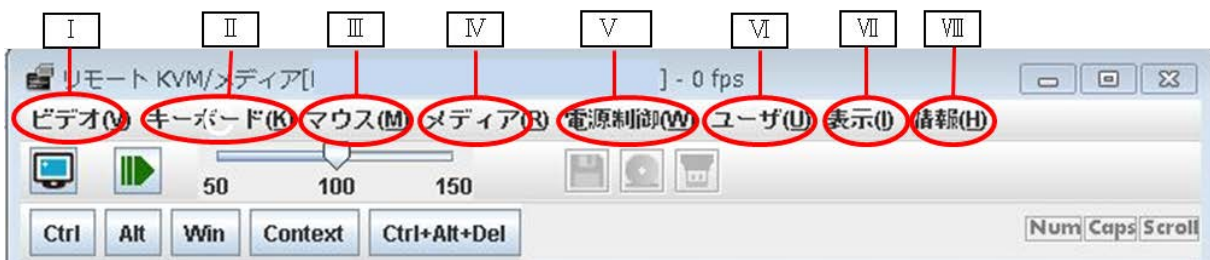 Ⅰ Ⅱ Ⅲ Ⅳ Ⅴ Ⅵ Ⅶ Ⅷ
リモート KVM/メディア[ ] - 0 fps
ビデオ(V) キーボード(K) マウス(M) メディア(R) 電源制御(W) ユーザ(U) 表示(I) 情報(H)
50 100 150
Ctrl Alt Win Context Ctrl+Alt+Del Num Caps Scroll